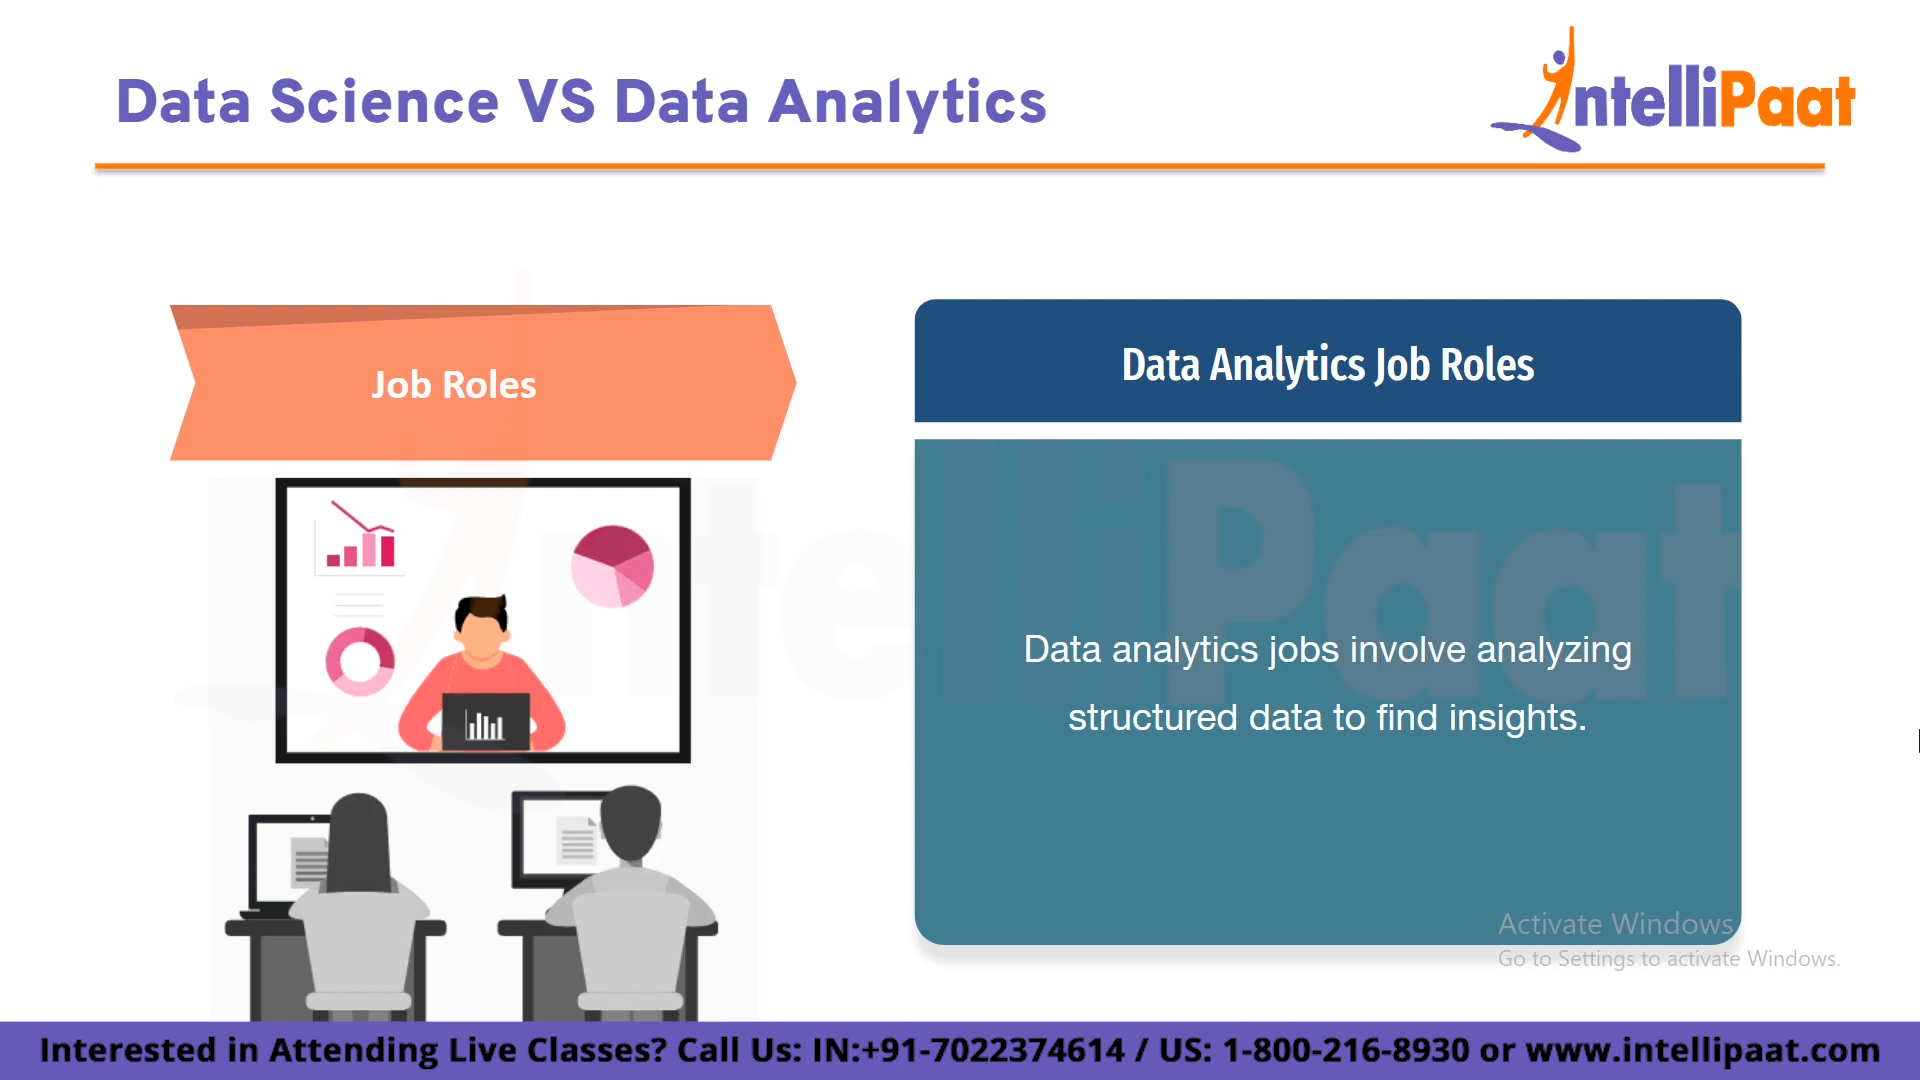 Data Science VS Data Analytics
IntelliPaat
Job Roles
Data Analytics Job Roles
Data analytics jobs involve analyzing
structured data to find insights.
IntelliPaat
Activate Windows
Go to Settings to activate Windows.
Interested in Attending Live Classes? Call Us: IN:+91-7022374614 / US: 1-800-216-8930 or www.intellipaat.com